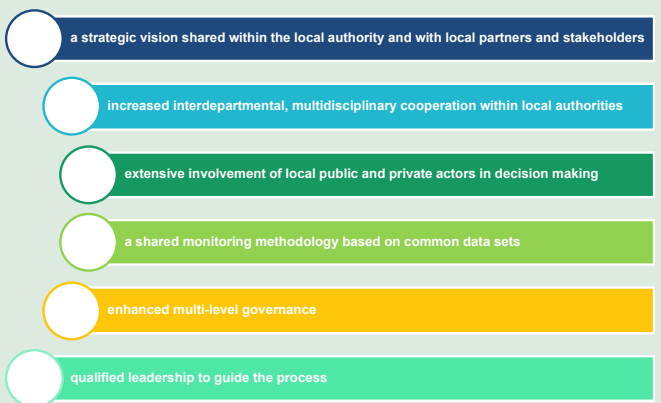 a strategic vision shared within the local authority and with local partners and stakeholders
increased interdepartmental, multidisciplinary cooperation within local authorities
extensive involvement of local public and private actors in decision making
a shared monitoring methodology based on common data sets
enhanced multi-level governance
qualified leadership to guide the process